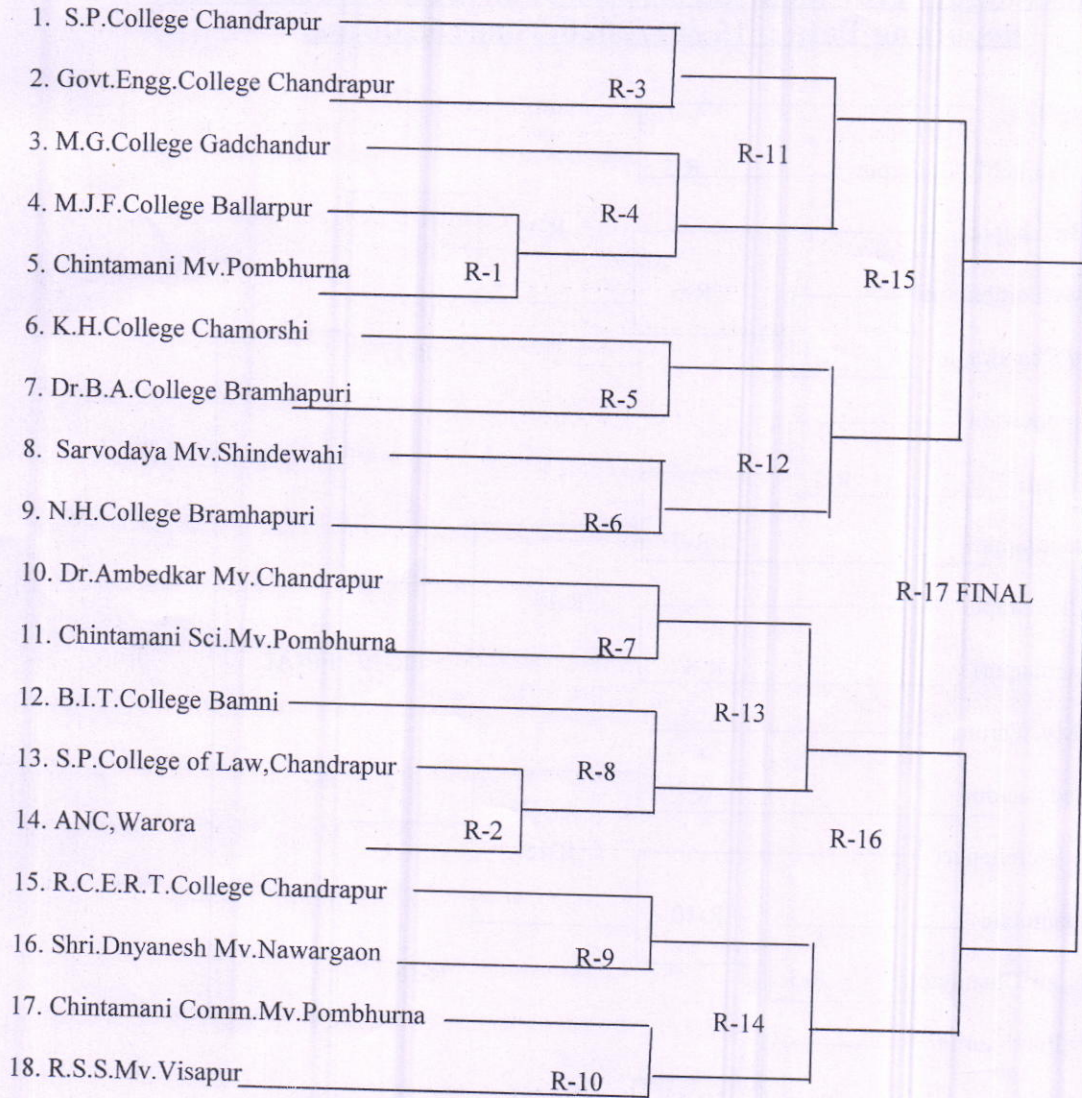 1. S.P.College Chandrapur
2. Govt.Engg.College Chandrapur
R-3
3. M.G.College Gadchandur
R-11
4. M.J.F.College Ballarpur
R-4
5. Chintamani Mv.Pombhurna
R-1
R-15
6. K.H.College Chamorshi
7. Dr.B.A.College Bramhapuri
R-5
8. Sarvodaya Mv.Shindewahi
R-12
9. N.H.College Bramhapuri
R-6
10. Dr.Ambedkar Mv.Chandrapur
R-17 FINAL
11. Chintamani Sci.Mv.Pombhurna
R-7
12. B.I.T.College Bamni
R-13
13. S.P.College of Law,Chandrapur
R-8
14. ANC,Warora
R-2
R-16
15. R.C.E.R.T.College Chandrapur
16. Shri.Dnyanesh Mv.Nawargaon
R-9
17. Chintamani Comm.Mv.Pombhurna
R-14
18. R.S.S.Mv.Visapur
R-10